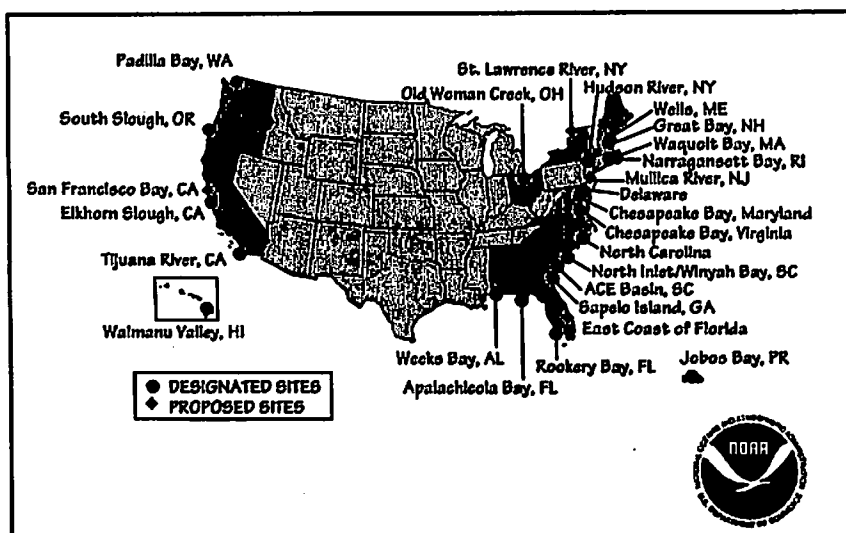 Padilla Bay, WA
South Slough, OR
San Francisco Bay, CA
Elkhorn Slough, CA
Tijuana River, CA
Waimanu Valley, HI
St. Lawrence River, NY
Old Woman Creek, OH
Hudson River, NY
Wells, ME
Great Bay, NH
Waquoit Bay, MA
Narragansett Bay, RI
Mullica River, NJ
Delaware
Chesapeake Bay, Maryland
Chesapeake Bay, Virginia
North Carolina
North Inlet/Winyah Bay, SC
ACE Basin, SC
Sapelo Island, GA
East Coast of Florida
Jobos Bay, PR
Rookery Bay, FL
Weeks Bay, AL
Apalachicola Bay, FL
DESIGNATED SITES
PROPOSED SITES
NOAA